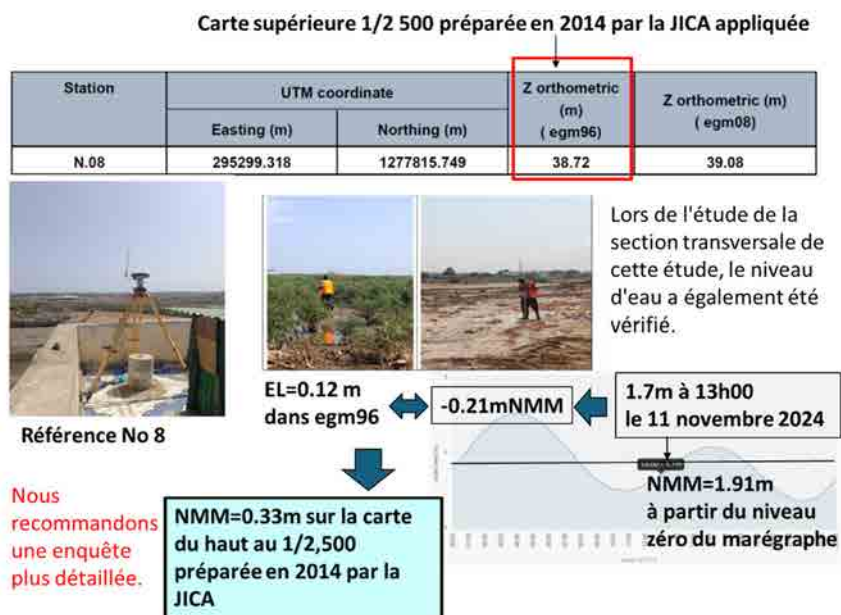 Carte supérieure 1/2 500 préparée en 2014 par la JICA appliquée
Station
UTM coordinate
Z orthometric (m) ( egm96)
Z orthometric (m) ( egm08)
Easting (m)
Northing (m)
N.08
295299.318
1277815.749
38.72
39.08
Lors de l'étude de la
section transversale de
cette étude, le niveau
d'eau a également été
vérifié.
Référence No 8
EL=0.12 m
dans egm96
-0.21mNMM
1.7m à 13h00
le 11 novembre 2024
NMM=1.91m
à partir du niveau
zéro du marégraphe
Nous
recommandons
une enquête
plus détaillée.
NMM=0.33m sur la carte
du haut au 1/2,500
préparée en 2014 par la
JICA